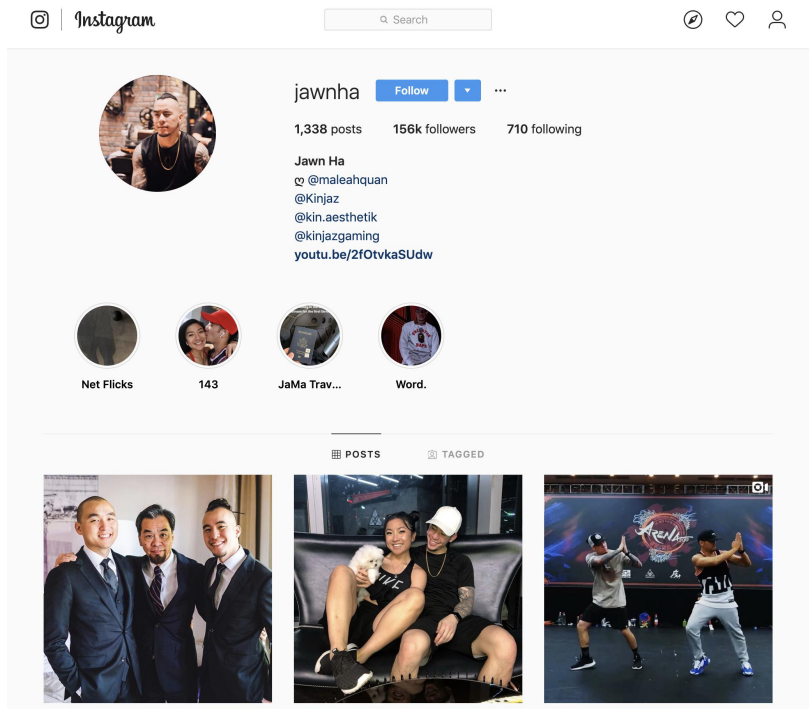 Instagram
Search
jawnha Follow
1,338 posts 156k followers 710 following
Jawn Ha
ღ @maleahquan
@Kinjaz
@kin.aesthetik
@kinjazgaming
youtu.be/2fOtvkaSUdw
Net Flicks 143 JaMa Trav... Word.
POSTS TAGGED
ARENA